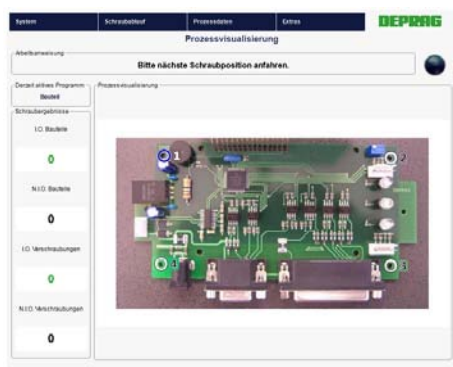 System
Schraubablauf
Prozessdaten
Extras
DEPRAG
Prozessvisualisierung
Arbeitsanweisung
Bitte nächste Schraubposition anfahren.
Derzeit aktives Programm
Bauteil
Prozessvisualisierung
Schraubergebnisse
I.O. Bauteile
0
N.I.O. Bauteile
0
I.O. Verschraubungen
0
N.I.O. Verschraubungen
0
1
2
3
4